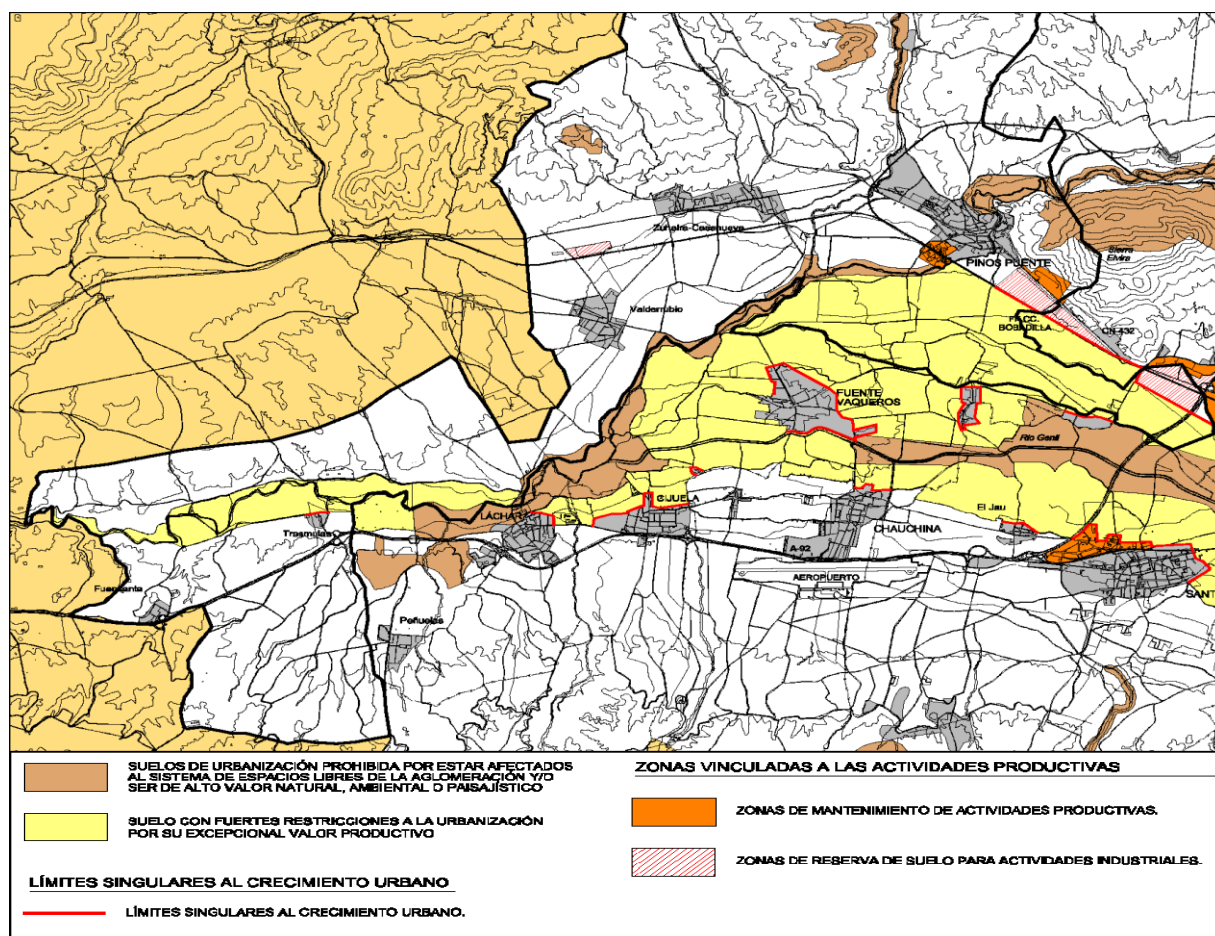 Zujaira-Casanueva
PINOS PUENTE
Sierra
Elvira
Valderrubio
FF.CC.
BOBADILLA
CN-432
FUENTE
VAQUEROS
Rio Genil
LACHAR
CIJUELA
El Jau
Trasmulas
CHAUCHINA
A-92
AEROPUERTO
SANT
Peñuelas
SUELOS DE URBANIZACIÓN PROHIBIDA POR ESTAR AFECTADOS
AL SISTEMA DE ESPACIOS LIBRES DE LA AGLOMERACIÓN Y/O
SER DE ALTO VALOR NATURAL, AMBIENTAL O PAISAJÍSTICO
SUELO CON FUERTES RESTRICCIONES A LA URBANIZACIÓN
POR SU EXCEPCIONAL VALOR PRODUCTIVO
LÍMITES SINGULARES AL CRECIMIENTO URBANO
LÍMITES SINGULARES AL CRECIMIENTO URBANO.
ZONAS VINCULADAS A LAS ACTIVIDADES PRODUCTIVAS
ZONAS DE MANTENIMIENTO DE ACTIVIDADES PRODUCTIVAS.
ZONAS DE RESERVA DE SUELO PARA ACTIVIDADES INDUSTRIALES.